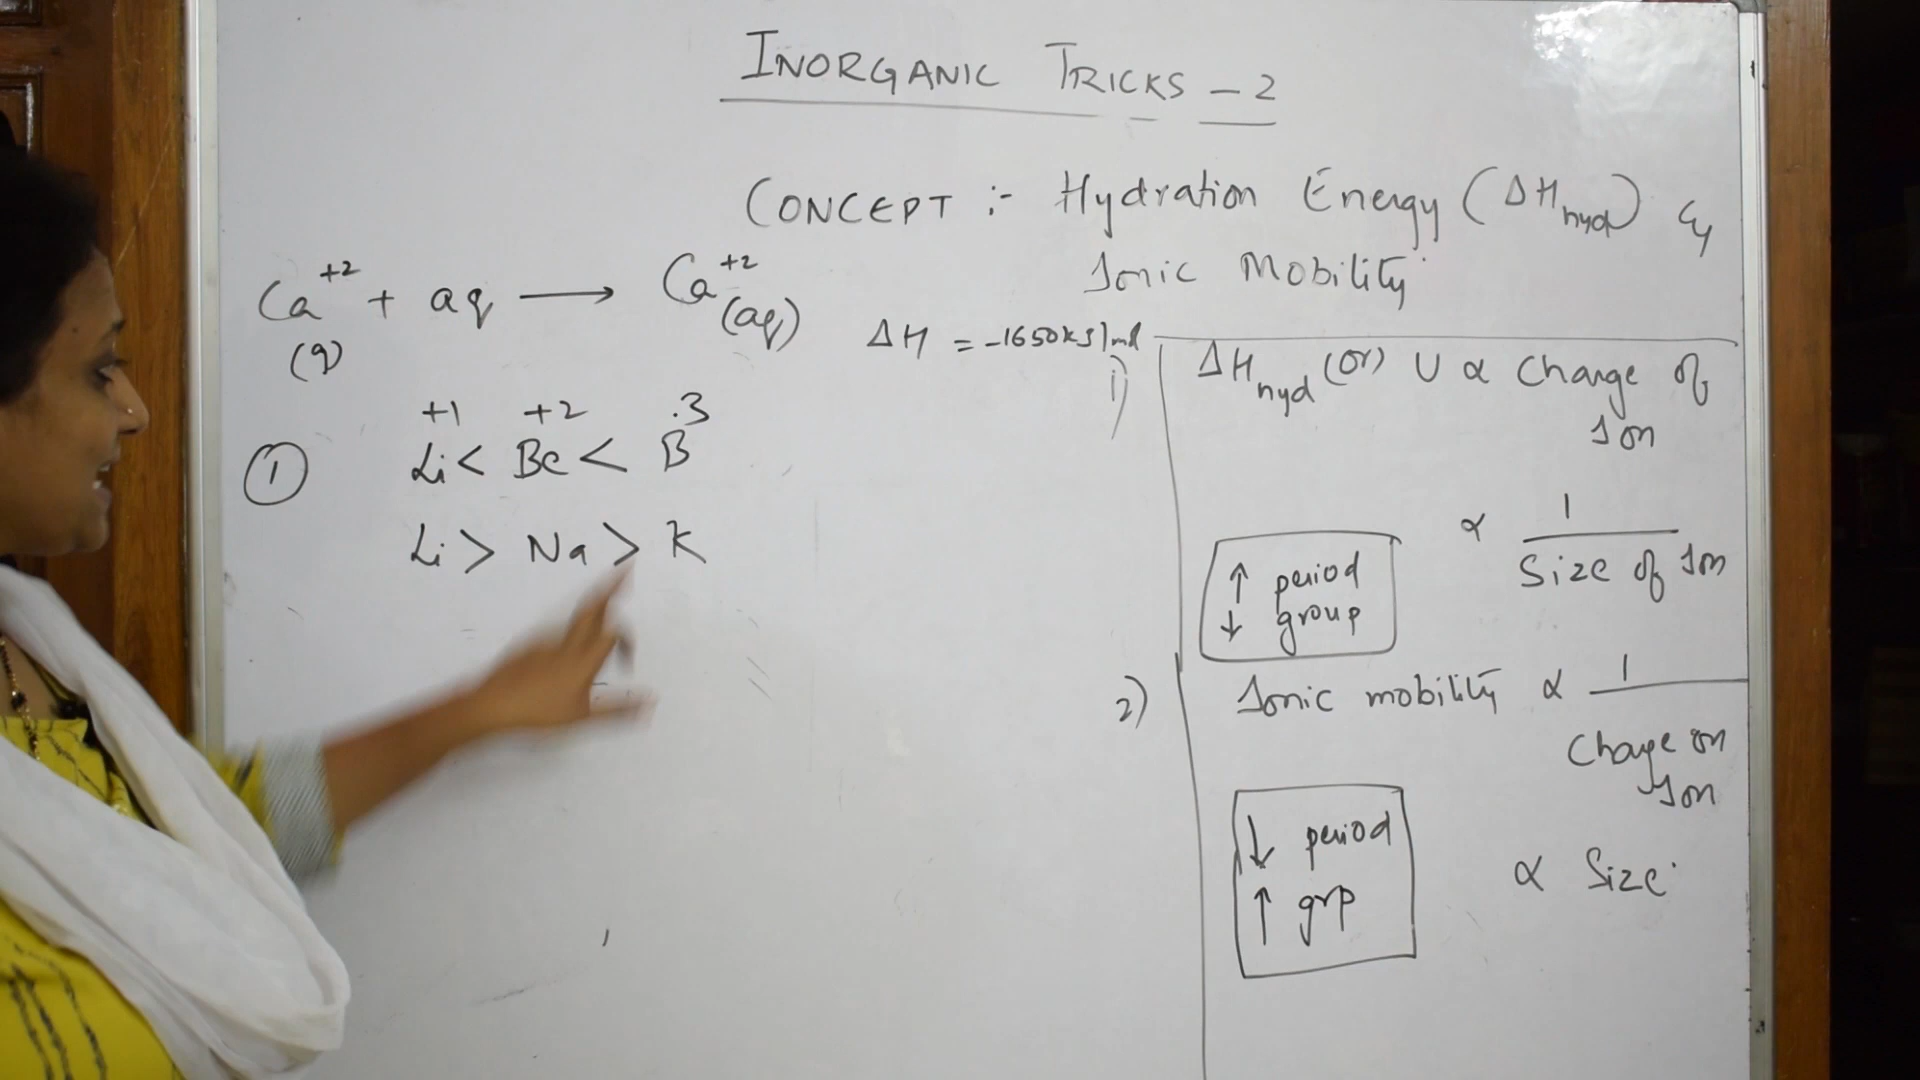 INORGANIC TRICKS - 2
CONCEPT :- Hydration Energy (ΔH hyd) &
Ionic Mobility
Ca+2 (g) + aq → Ca+2 (aq) ΔH = -1650 kJ/mol
+1 +2 +3
① Li < Be < B
Li > Na > K
1) ΔH hyd (or) U ∝ Charge of
Ion
∝ 1 / Size of Ion
↑ period
↓ group
2) Ionic mobility ∝ 1 /
Charge on
Ion
↓ period
↑ grp
∝ Size